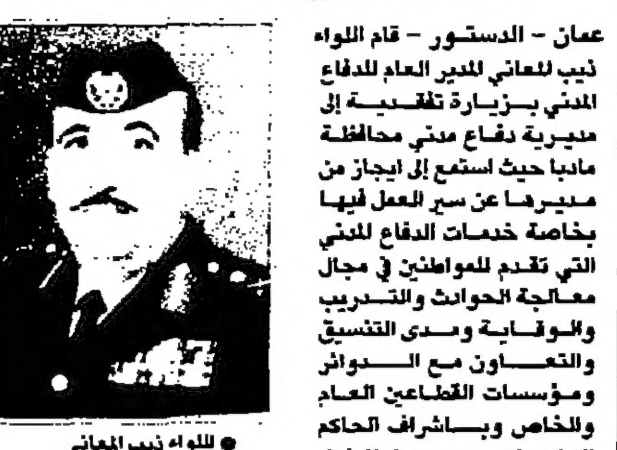 عمان - الدستور - قام اللواء
ذيب المعاني المدير العام للدفاع
المدني بزيارة تفقدية إلى
مديرية دفاع مدني محافظة
مادبا حيث استمع إلى ايجاز من
مديرها عن سير العمل فيها
بخاصة خدمات الدفاع المدني
التي تقدم للمواطنين في مجال
معالجة الحوادث والتدريب
والوقاية ومدى التنسيق
والتعاون مع الدوائر
ومؤسسات القطاعين العام
والخاص وباشراف الحاكم
● اللواء ذيب المعاني